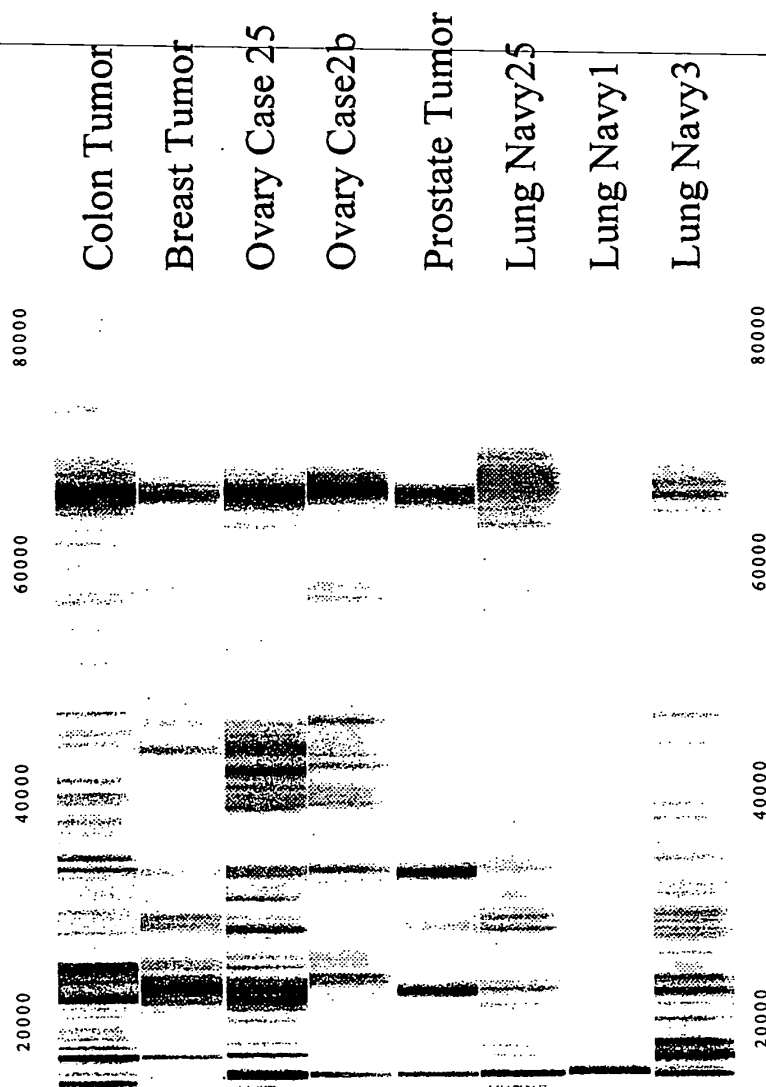 Colon Tumor
Breast Tumor
Ovary Case 25
Ovary Case2b
Prostate Tumor
Lung Navy25
Lung Navy1
Lung Navy3
80000
60000
40000
20000
80000
60000
40000
20000